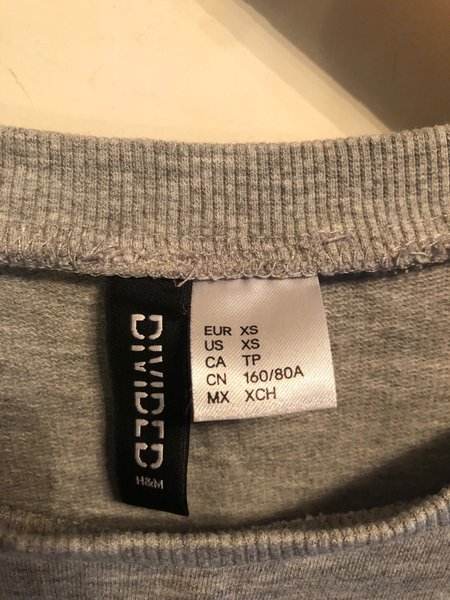 DIVIDED
H&M
EUR XS
US XS
CA TP
CN 160/80A
MX XCH